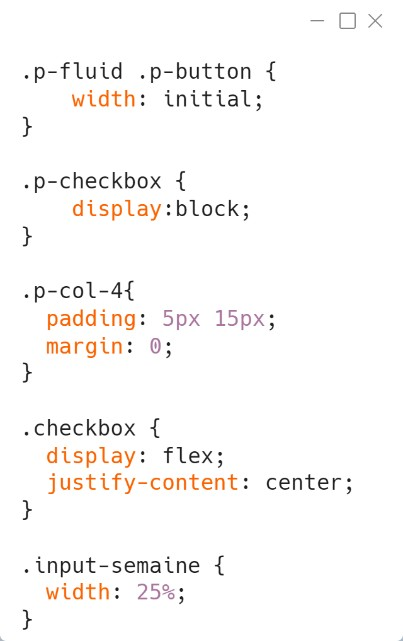 .p-fluid .p-button {
    width: initial;
}

.p-checkbox {
    display:block;
}

.p-col-4{
  padding: 5px 15px;
  margin: 0;
}

.checkbox {
  display: flex;
  justify-content: center;
}

.input-semaine {
  width: 25%;
}